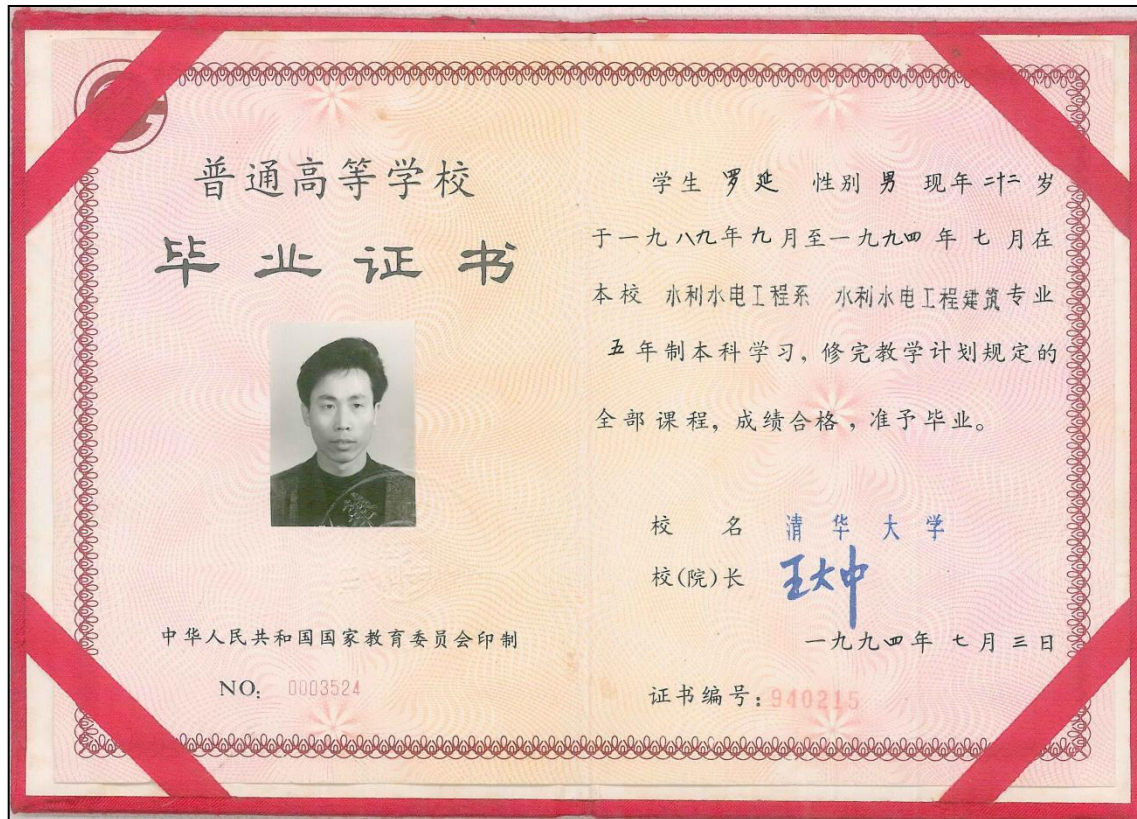 普通高等学校
毕业证书
中华人民共和国国家教育委员会印制
NO: 0003524
学生 罗延 性别 男 现年 二十二 岁
于一九八九年九月至一九九四年七月在
本校 水利水电工程系 水利水电工程建筑专业
五年制本科学习，修完教学计划规定的
全部课程，成绩合格，准予毕业。
校 名 清华大学
校(院)长 王大中
一九九四年七月三日
证书编号：940215